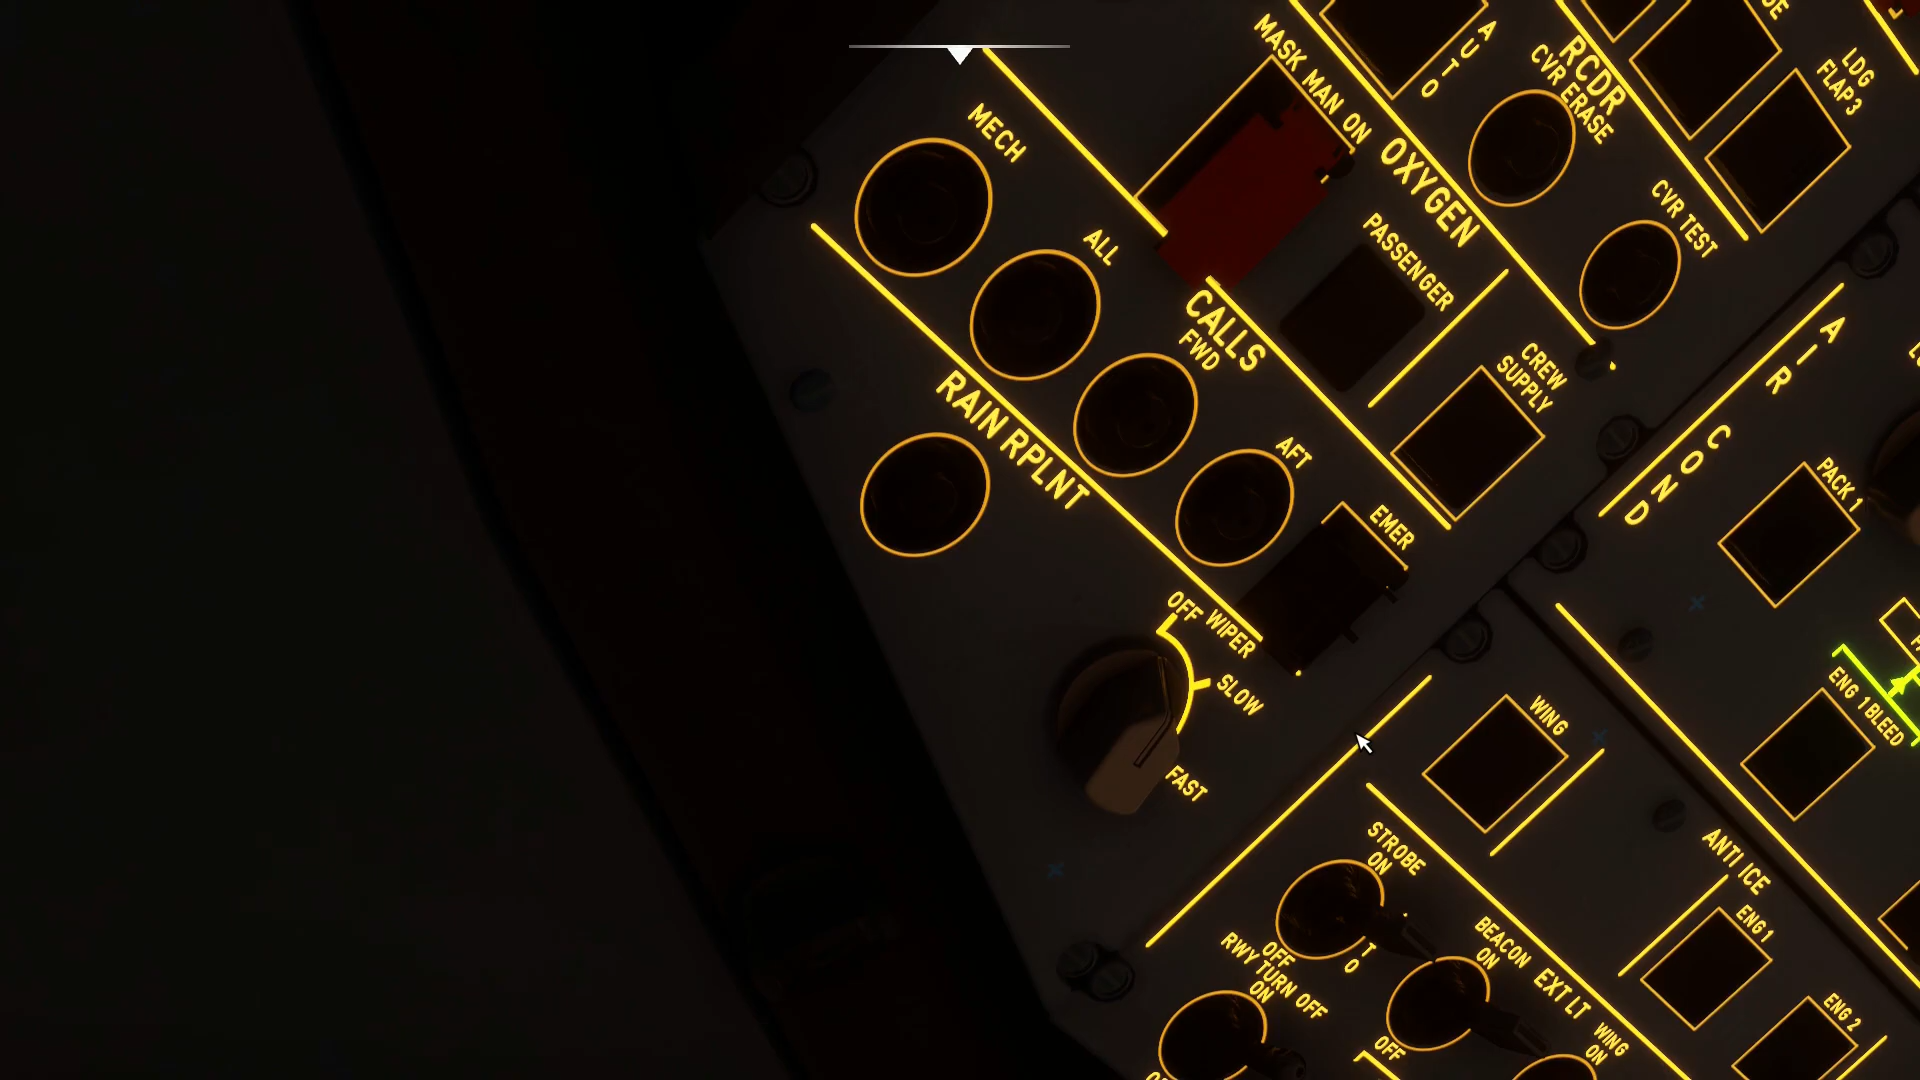 MECH
ALL
CALLS
FWD
AFT
EMER
RAIN RPLNT
OFF WIPER
SLOW
FAST
MASK MAN ON
OXYGEN
PASSENGER
CREW
SUPPLY
AUTO
RCDR
CVR ERASE
CVR TEST
LDG
FLAP 3
AIR COND
PACK 1
ENG 1 BLEED
WING
ANTI ICE
ENG 1
ENG 2
STROBE
ON
OFF
BEACON
ON
OFF
EXT LT
WING
ON
RWY TURN OFF
ON